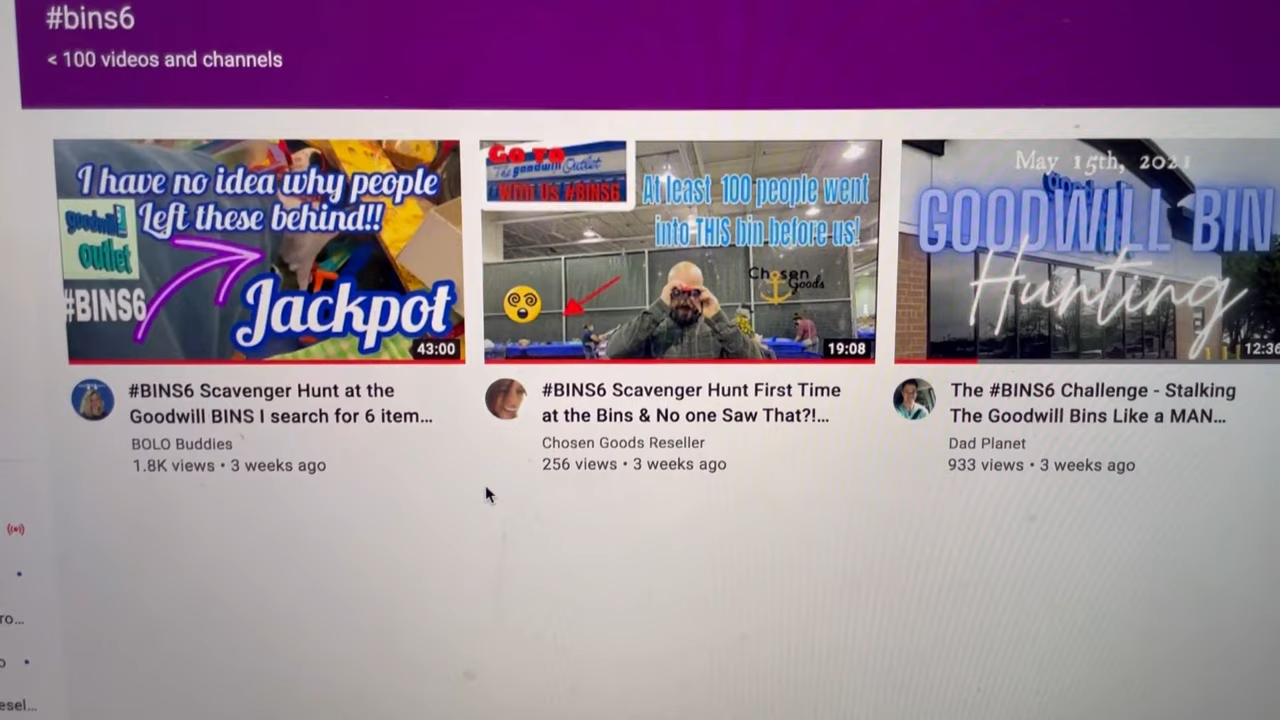 #bins6
< 100 videos and channels
I have no idea why people
Left these behind!!
goodwill
outlet
#BINS6
Jackpot
43:00
GO TO
The goodwill Outlet
WITH US #BINS6
At least 100 people went
into THIS bin before us!
Chosen
Goods
19:08
May 15th, 2021
GOODWILL BIN
Hunting
12:36
#BINS6 Scavenger Hunt at the
Goodwill BINS I search for 6 item...
BOLO Buddies
1.8K views • 3 weeks ago
#BINS6 Scavenger Hunt First Time
at the Bins & No one Saw That?!...
Chosen Goods Reseller
256 views • 3 weeks ago
The #BINS6 Challenge - Stalking
The Goodwill Bins Like a MAN...
Dad Planet
933 views • 3 weeks ago
ro...
esel...